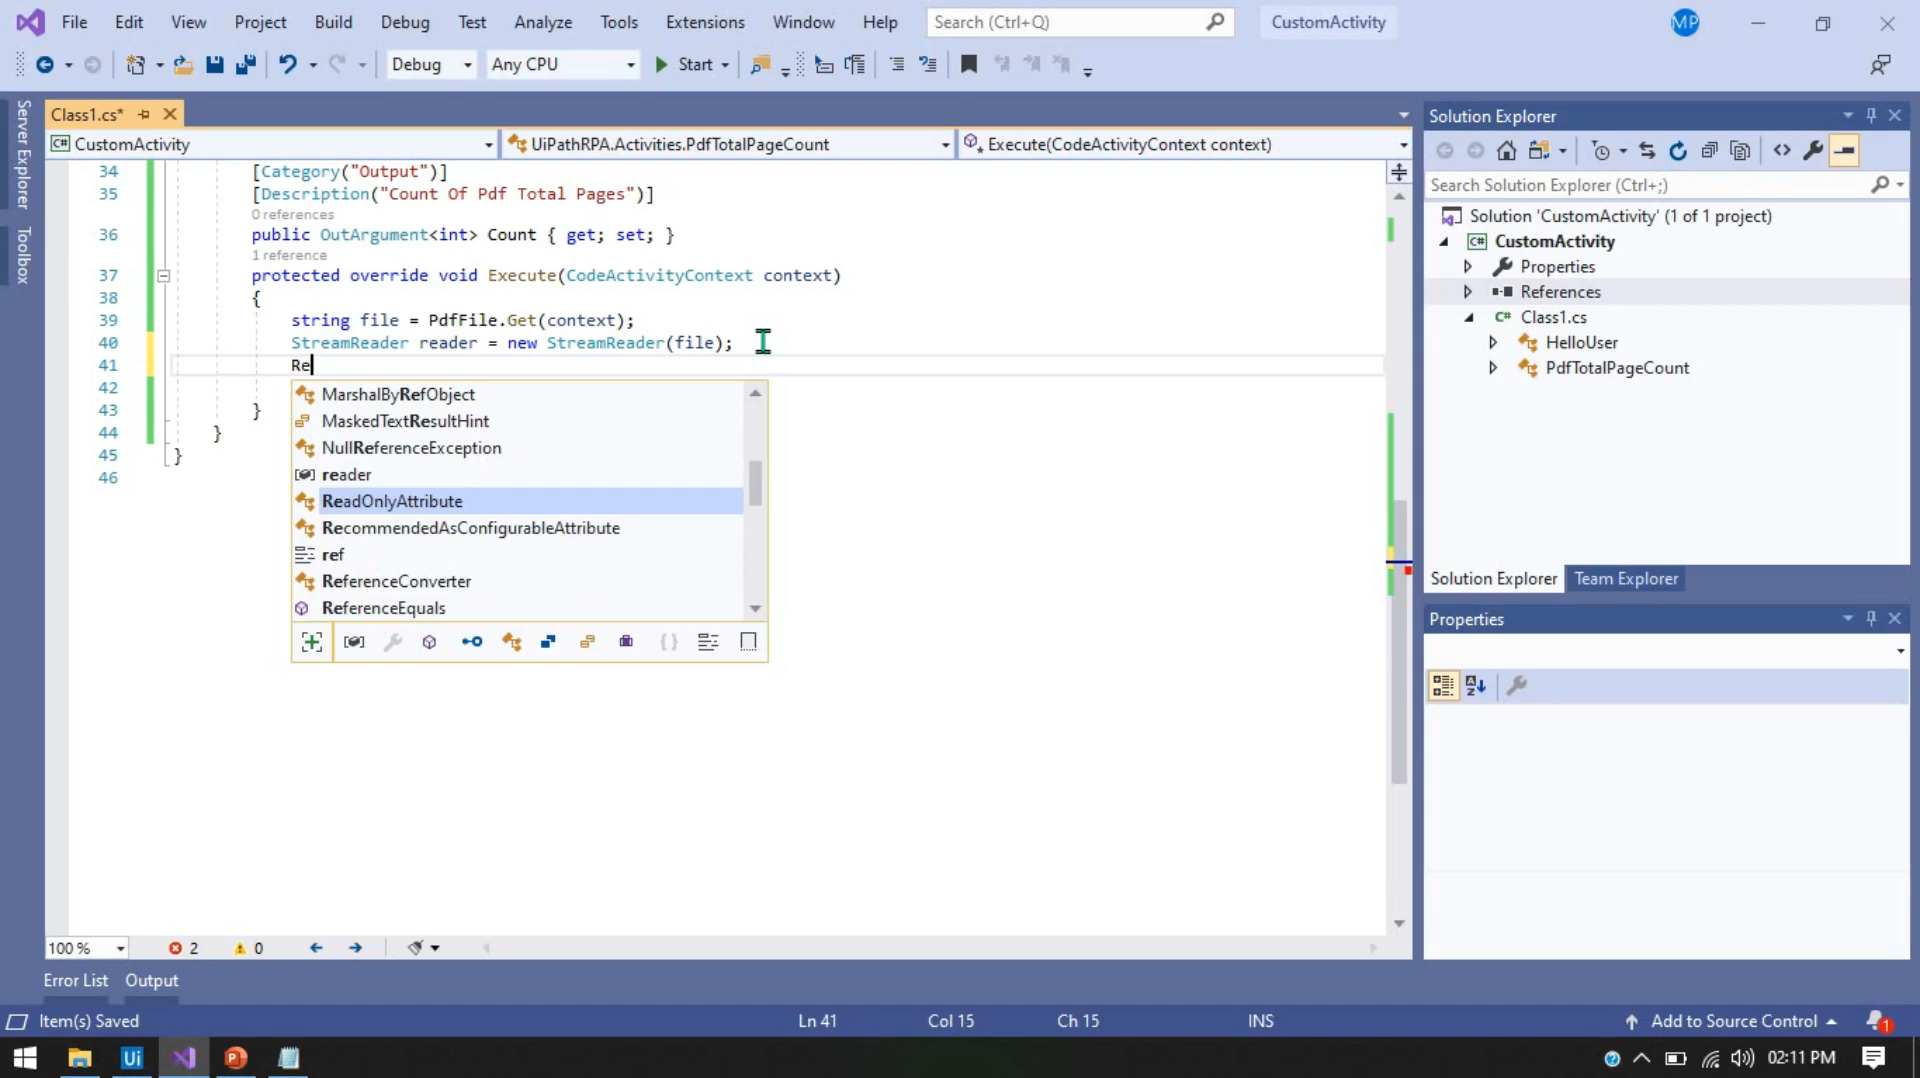 File Edit View Project Build Debug Test Analyze Tools Extensions Window Help Search (Ctrl+Q) CustomActivity MP
Debug Any CPU Start
Server Explorer
Toolbox
Class1.cs*
CustomActivity UiPathRPA.Activities.PdfTotalPageCount Execute(CodeActivityContext context)
34 [Category("Output")]
35 [Description("Count Of Pdf Total Pages")]
0 references
36 public OutArgument<int> Count { get; set; }
1 reference
37 protected override void Execute(CodeActivityContext context)
38 {
39 string file = PdfFile.Get(context);
40 StreamReader reader = new StreamReader(file);
41 Re
42
43 }
44 }
45 }
46
MarshalByRefObject
MaskedTextResultHint
NullReferenceException
reader
ReadOnlyAttribute
RecommendedAsConfigurableAttribute
ref
ReferenceConverter
ReferenceEquals
100 % 2 0
Error List Output
Solution Explorer
Search Solution Explorer (Ctrl+;)
Solution 'CustomActivity' (1 of 1 project)
C# CustomActivity
Properties
References
C# Class1.cs
HelloUser
PdfTotalPageCount
Solution Explorer Team Explorer
Properties
Item(s) Saved Ln 41 Col 15 Ch 15 INS Add to Source Control 1
Ui 02:11 PM